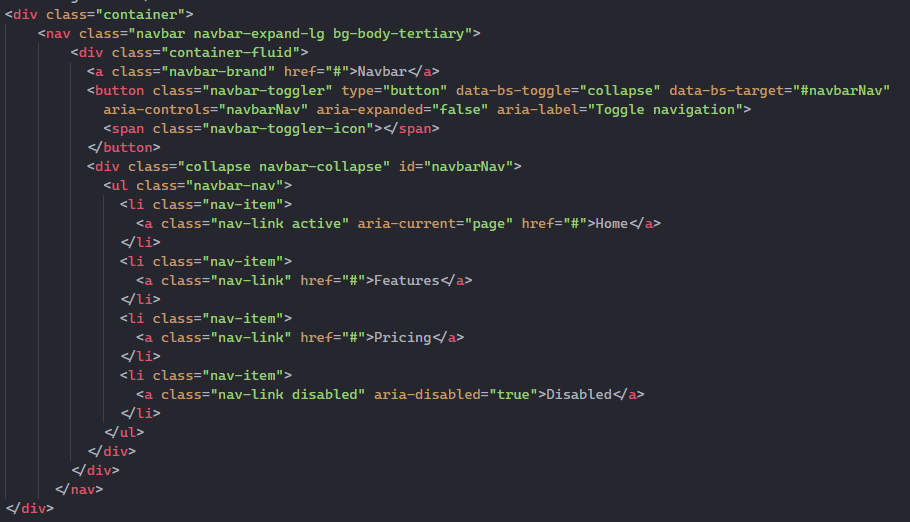 <div class="container">
<nav class="navbar navbar-expand-lg bg-body-tertiary">
<div class="container-fluid">
<a class="navbar-brand" href="#">Navbar</a>
<button class="navbar-toggler" type="button" data-bs-toggle="collapse" data-bs-target="#navbarNav"
aria-controls="navbarNav" aria-expanded="false" aria-label="Toggle navigation">
<span class="navbar-toggler-icon"></span>
</button>
<div class="collapse navbar-collapse" id="navbarNav">
<ul class="navbar-nav">
<li class="nav-item">
<a class="nav-link active" aria-current="page" href="#">Home</a>
</li>
<li class="nav-item">
<a class="nav-link" href="#">Features</a>
</li>
<li class="nav-item">
<a class="nav-link" href="#">Pricing</a>
</li>
<li class="nav-item">
<a class="nav-link disabled" aria-disabled="true">Disabled</a>
</li>
</ul>
</div>
</div>
</nav>
</div>